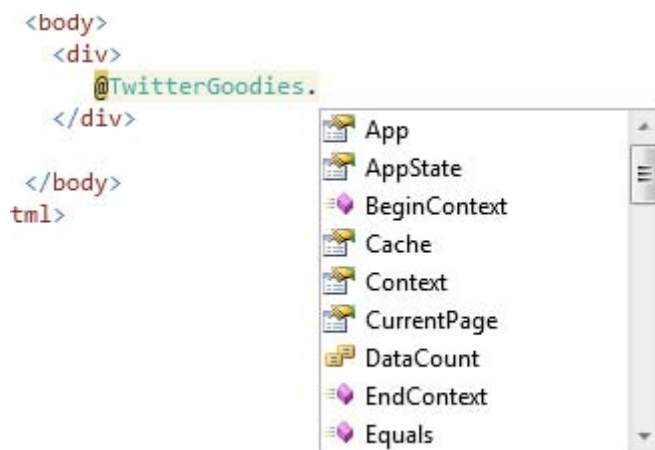 <body>
<div>
@TwitterGoodies.
</div>
</body>
tml>
App
AppState
BeginContext
Cache
Context
CurrentPage
DataCount
EndContext
Equals